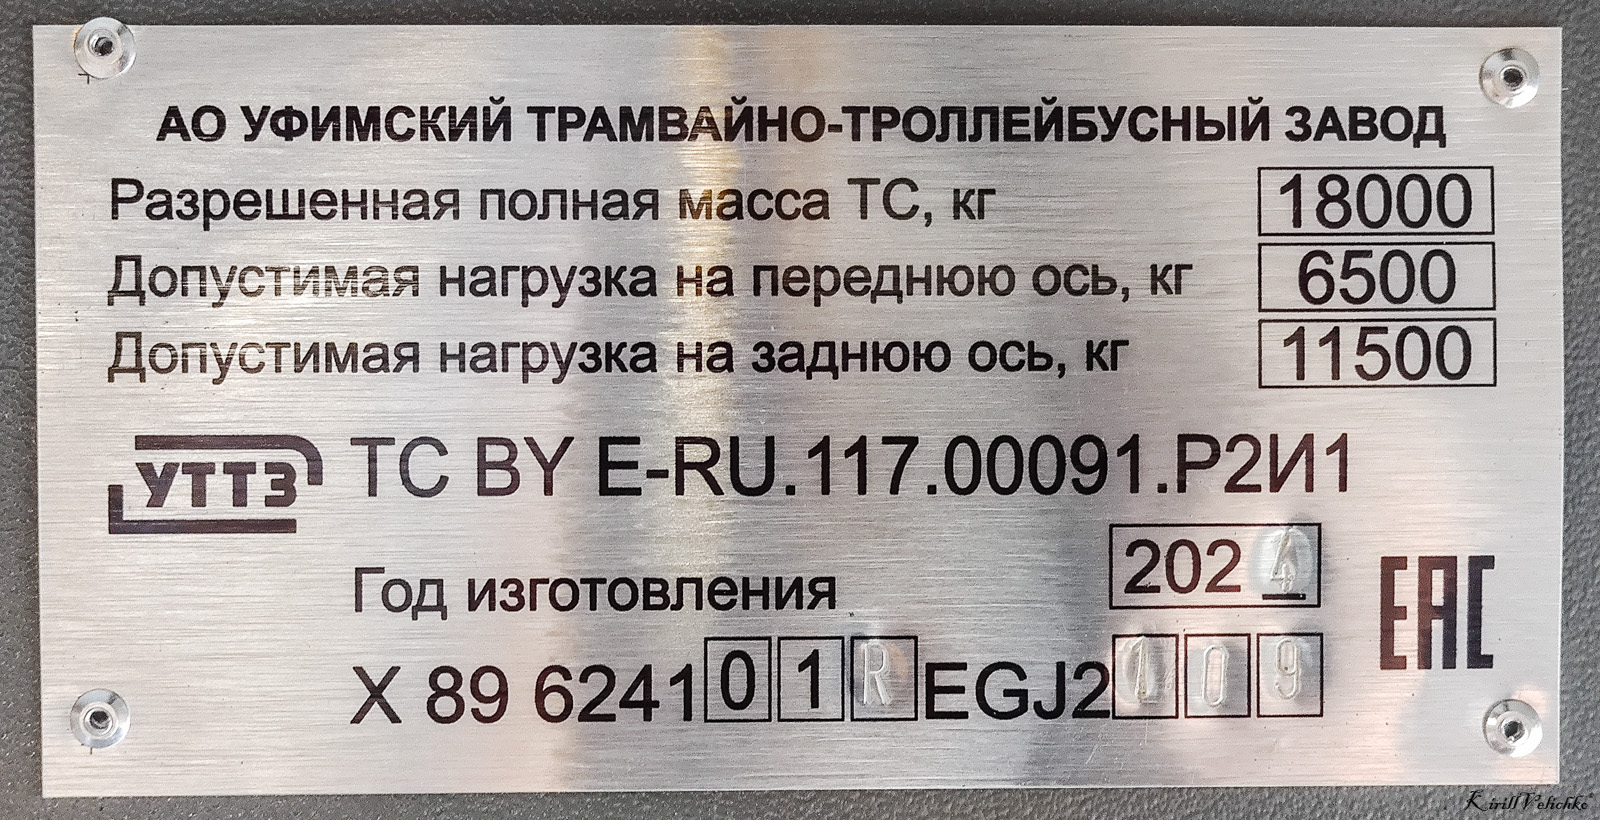 АО УФИМСКИЙ ТРАМВАЙНО-ТРОЛЛЕЙБУСНЫЙ ЗАВОД
Разрешенная полная масса ТС, кг 18000
Допустимая нагрузка на переднюю ось, кг 6500
Допустимая нагрузка на заднюю ось, кг 11500
УТТЗ ТС BY E-RU.117.00091.Р2И1
Год изготовления 2024
EAC
X 89 624101REGJ2109
Kirill Velichko